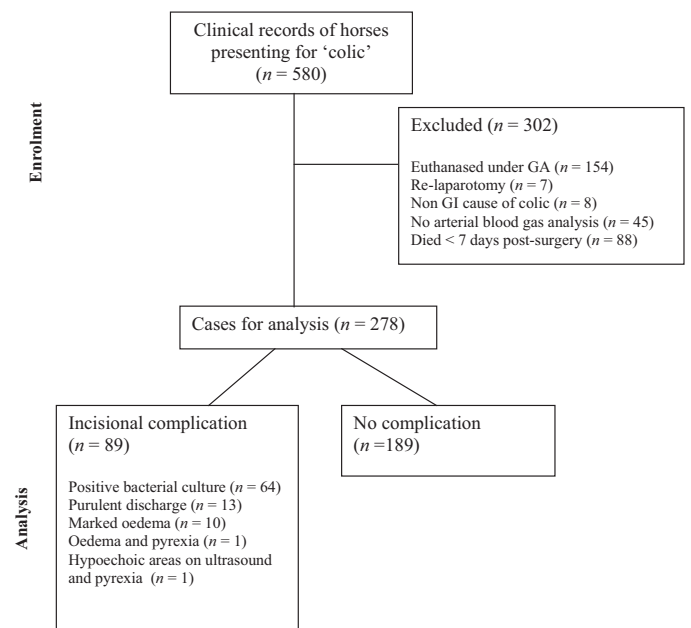 Clinical records of horses
presenting for ‘colic’
(n = 580)
Enrolment
Excluded (n = 302)
Euthanased under GA (n = 154)
Re-laparotomy (n = 7)
Non GI cause of colic (n = 8)
No arterial blood gas analysis (n = 45)
Died < 7 days post-surgery (n = 88)
Cases for analysis (n = 278)
Analysis
Incisional complication
(n = 89)
Positive bacterial culture (n = 64)
Purulent discharge (n = 13)
Marked oedema (n = 10)
Oedema and pyrexia (n = 1)
Hypoechoic areas on ultrasound
and pyrexia (n = 1)
No complication
(n =189)